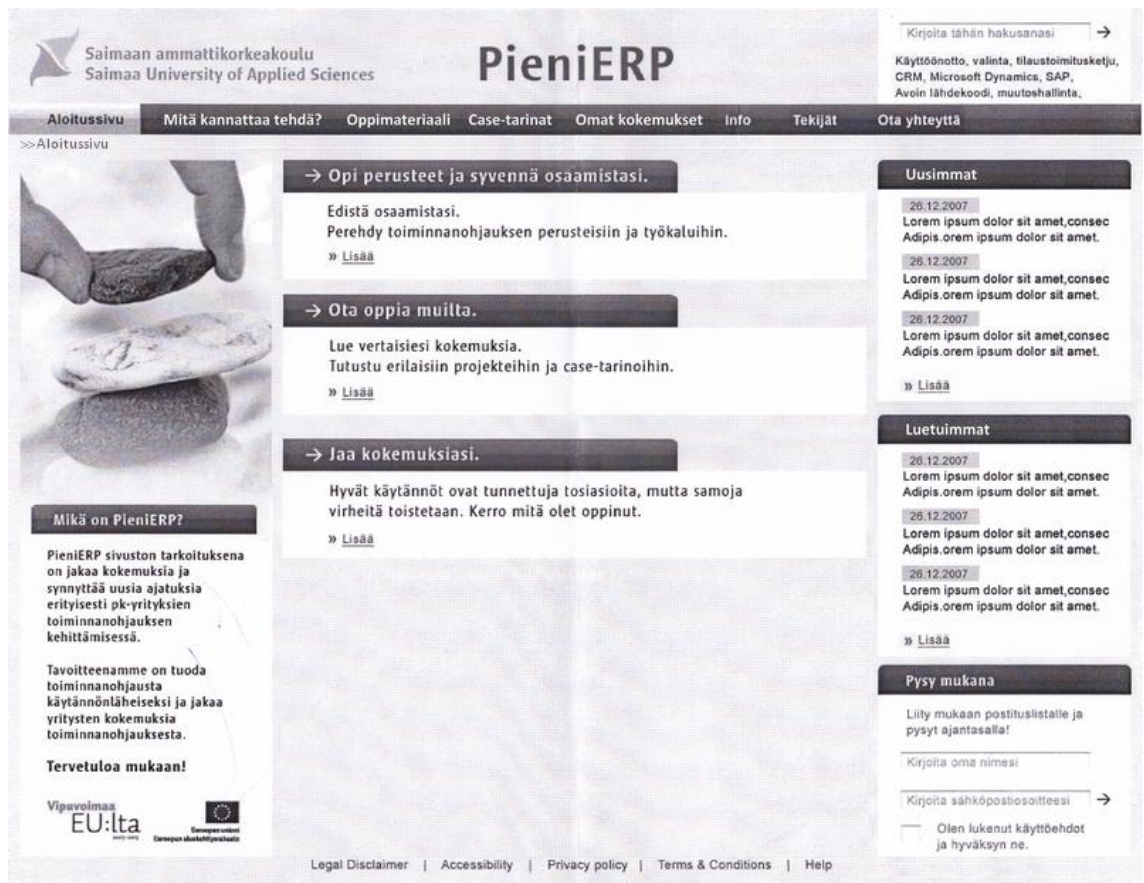 Saimaan ammattikorkeakoulu
Saimaa University of Applied Sciences
PieniERP
Kirjoita tähän hakusanasi
Käyttöönotto, valinta, tilaustoimitusketju,
CRM, Microsoft Dynamics, SAP,
Avoin lähdekoodi, muutoshallinta,
Aloitussivu Mitä kannattaa tehdä? Oppimateriaali Case-tarinat Omat kokemukset Info Tekijät Ota yhteyttä
>>Aloitussivu
→ Opi perusteet ja syvennä osaamistasi.
Edistä osaamistasi.
Perehdy toiminnanohjauksen perusteisiin ja työkaluihin.
» Lisää
→ Ota oppia muilta.
Lue vertaisiesi kokemuksia.
Tutustu erilaisiin projekteihin ja case-tarinoihin.
» Lisää
→ Jaa kokemuksiasi.
Hyvät käytännöt ovat tunnettuja tosiasioita, mutta samoja
virheitä toistetaan. Kerro mitä olet oppinut.
» Lisää
Mikä on PieniERP?
PieniERP sivuston tarkoituksena
on jakaa kokemuksia ja
synnyttää uusia ajatuksia
erityisesti pk-yrityksien
toiminnanohjauksen
kehittämisessä.
Tavoitteenamme on tuoda
toiminnanohjausta
käytännönläheiseksi ja jakaa
yritysten kokemuksia
toiminnanohjauksesta.
Tervetuloa mukaan!
Vipuvoimaa
EU:lta
Euroopan unioni
Euroopan aluekehitysrahasto
Uusimmat
26.12.2007
Lorem ipsum dolor sit amet,consec
Adipis.orem ipsum dolor sit amet.
26.12.2007
Lorem ipsum dolor sit amet,consec
Adipis.orem ipsum dolor sit amet.
26.12.2007
Lorem ipsum dolor sit amet,consec
Adipis.orem ipsum dolor sit amet.
» Lisää
Luetuimmat
26.12.2007
Lorem ipsum dolor sit amet,consec
Adipis.orem ipsum dolor sit amet.
26.12.2007
Lorem ipsum dolor sit amet,consec
Adipis.orem ipsum dolor sit amet.
26.12.2007
Lorem ipsum dolor sit amet,consec
Adipis.orem ipsum dolor sit amet.
» Lisää
Pysy mukana
Liity mukaan postituslistalle ja
pysyt ajantasalla!
Kirjoita oma nimesi
Kirjoita sähköpostiosoitteesi →
Olen lukenut käyttöehdot
ja hyväksyn ne.
Legal Disclaimer | Accessibility | Privacy policy | Terms & Conditions | Help